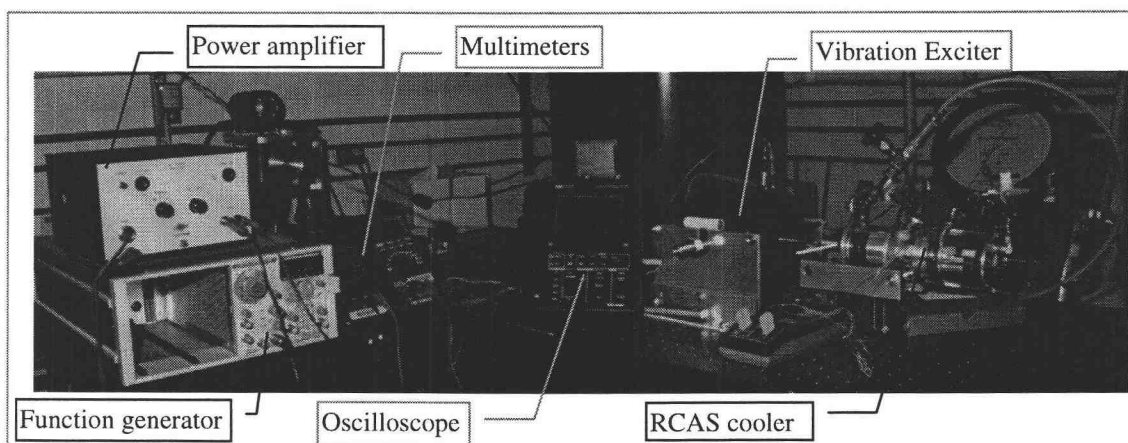 Power amplifier
Multimeters
Vibration Exciter
Function generator
Oscilloscope
RCAS cooler